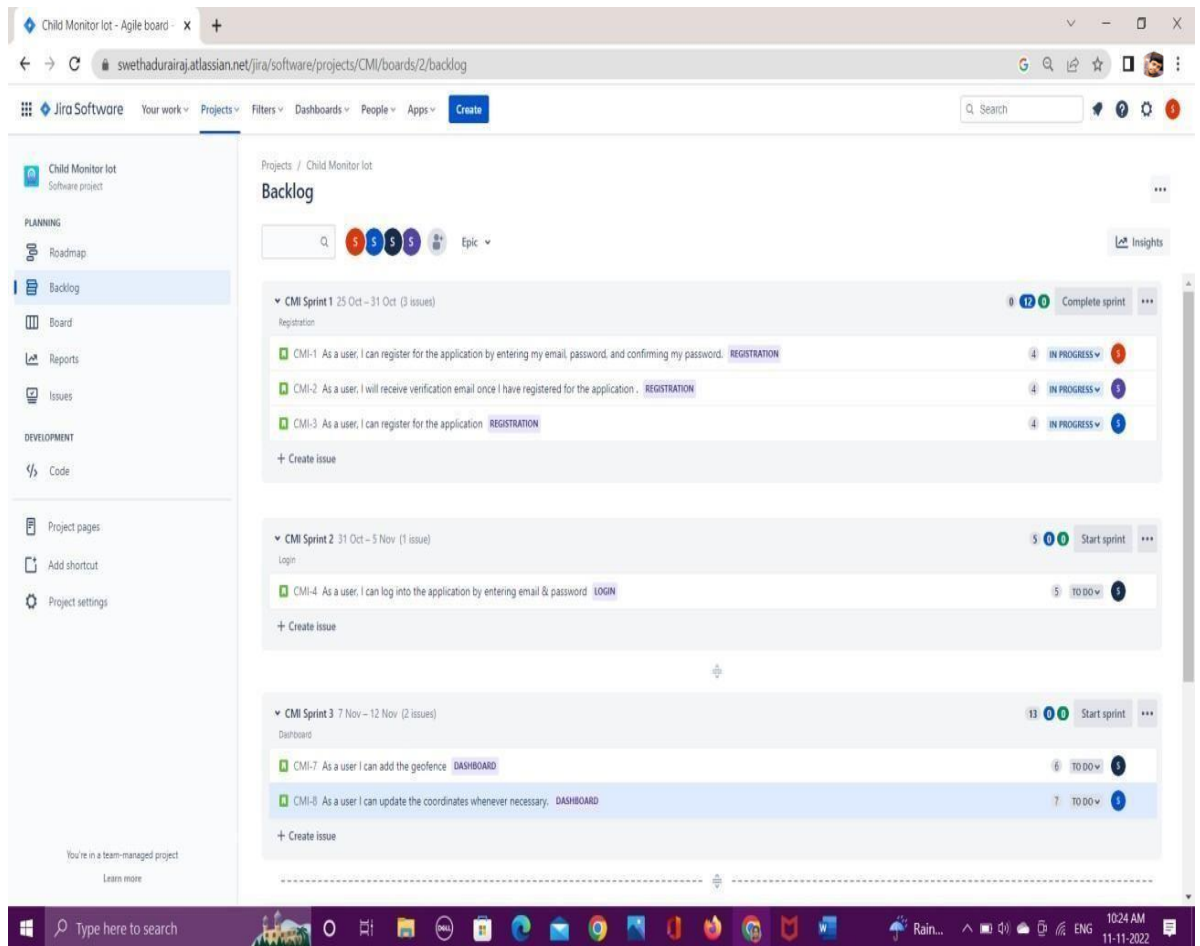 Child Monitor Iot - Agile board -
swethadurairaj.atlassian.net/jira/software/projects/CMI/boards/2/backlog
Jira Software Your work Projects Filters Dashboards People Apps Create Search S
Child Monitor Iot
Software project
PLANNING
Roadmap
Backlog
Board
Reports
Issues
DEVELOPMENT
Code
Project pages
Add shortcut
Project settings
You're in a team-managed project
Learn more
Projects / Child Monitor Iot
Backlog
S S S S Epic Insights
CMI Sprint 1 25 Oct – 31 Oct (3 issues) 0 12 0 Complete sprint
Registration
CMI-1 As a user, I can register for the application by entering my email, password, and confirming my password. REGISTRATION 4 IN PROGRESS S
CMI-2 As a user, I will receive verification email once I have registered for the application . REGISTRATION 4 IN PROGRESS S
CMI-3 As a user, I can register for the application REGISTRATION 4 IN PROGRESS S
+ Create issue
CMI Sprint 2 31 Oct – 5 Nov (1 issue) 5 0 0 Start sprint
Login
CMI-4 As a user, I can log into the application by entering email & password LOGIN 5 TO DO S
+ Create issue
CMI Sprint 3 7 Nov – 12 Nov (2 issues) 13 0 0 Start sprint
Dashboard
CMI-7 As a user I can add the geofence DASHBOARD 6 TO DO S
CMI-8 As a user I can update the coordinates whenever necessary. DASHBOARD 7 TO DO S
+ Create issue
Type here to search DELL Rain... ENG 10:24 AM
11-11-2022